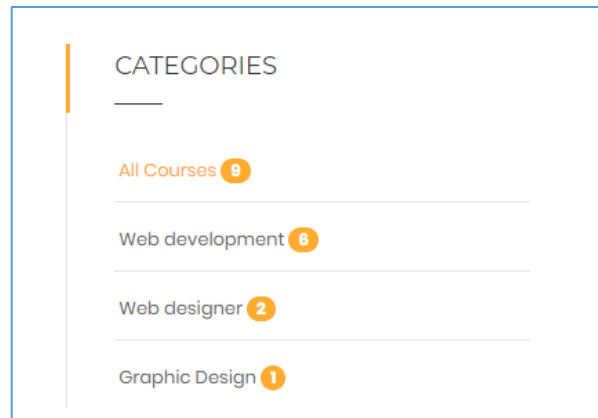 CATEGORIES
All Courses 9
Web development 6
Web designer 2
Graphic Design 1